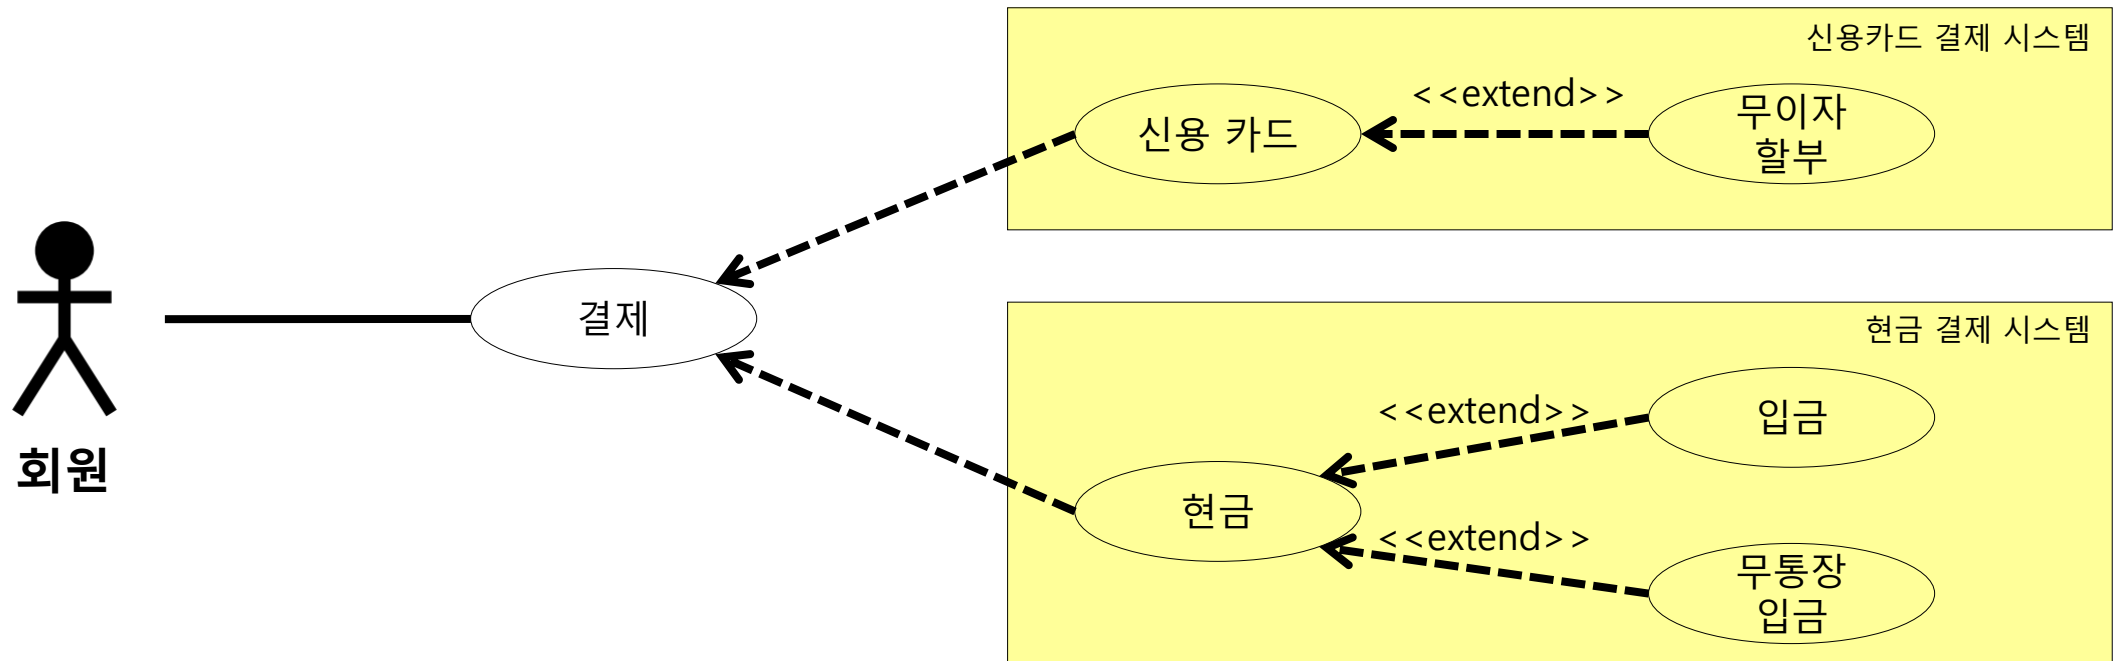 신용카드 결제 시스템
<<extend>>
신용 카드
무이자
할부
결제
회원
현금 결제 시스템
<<extend>>
입금
현금
<<extend>>
무통장
입금